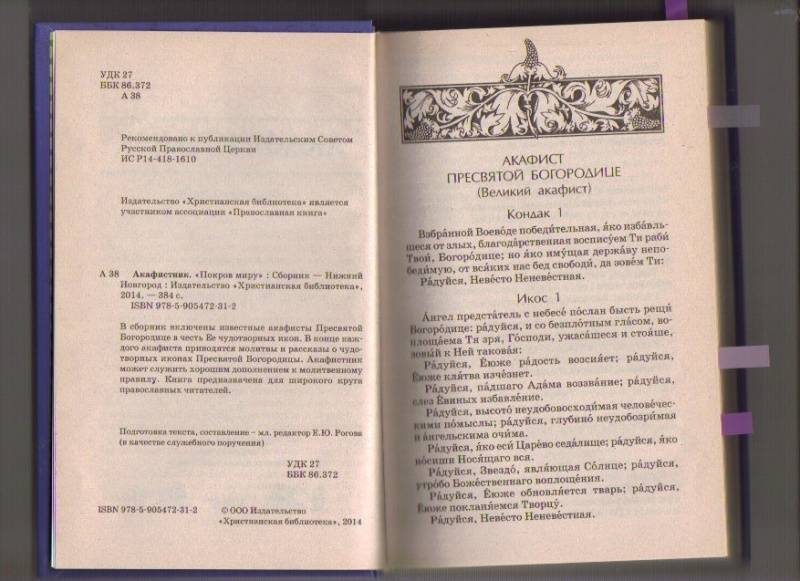 УДК 27
ББК 86.372
А 38
Рекомендовано к публикации Издательским Советом
Русской Православной Церкви
ИС Р14-418-1610
Издательство «Христианская библиотека» является
участником ассоциации «Православная книга»
А 38 Акафистник. «Покров миру» : Сборник — Нижний
Новгород : Издательство «Христианская библиотека»,
2014. — 384 с.
ISBN 978-5-905472-31-2
В сборник включены известные акафисты Пресвятой
Богородице в честь Ее чудотворных икон. В конце каж-
дого акафиста приводятся молитвы и рассказы о чудо-
творных иконах Пресвятой Богородицы. Акафистник
может служить хорошим дополнением к молитвенному
правилу. Книга предназначена для широкого круга
православных читателей.
Подготовка текста, составление – мл. редактор Е.Ю. Рогова
(в качестве служебного поручения)
УДК 27
ББК 86.372
ISBN 978-5-905472-31-2
© ООО Издательство
«Христианская библиотека», 2014
АКАФИСТ
ПРЕСВЯТОЙ БОГОРОДИЦЕ
(Великий акафист)
Кондак 1
Взбра́нной Воево́де победи́тельная, я́ко изба́вль-
шеся от злых, благода́рственная воспису́ем Ти раби́
Твои́, Богоро́дице; но я́ко иму́щая держа́ву непо-
беди́мую, от вся́ких нас бед свободи́, да зове́м Ти:
Ра́дуйся, Неве́сто Неневе́стная.
Икос 1
А́нгел предста́тель с небесе́ по́слан бысть рещи́
Богоро́дице: ра́дуйся, и со безпло́тным гла́сом, во-
площа́ема Тя зря, Го́споди, ужаса́шеся и стоя́ше,
зовы́й к Ней такова́я:
Ра́дуйся, Е́юже ра́дость возсия́ет; ра́дуйся,
Е́юже кля́тва изче́знет.
Ра́дуйся, па́дшаго Ада́ма воззва́ние; ра́дуйся,
слез Е́виных избавле́ние.
Ра́дуйся, высото́ неудобовосходи́мая челове́чес-
кими по́мыслы; ра́дуйся, глубино́ неудобозри́мая
и а́нгельскима очи́ма.
Ра́дуйся, я́ко еси́ Царе́во седа́лище; ра́дуйся, я́ко
но́сиши Нося́щаго вся.
Ра́дуйся, Звездо́, явля́ющая Со́лнце; ра́дуйся,
утро́бо Боже́ственнаго воплоще́ния.
Ра́дуйся, Е́юже обновля́ется тварь; ра́дуйся,
Е́юже покланя́емся Творцу́.
Ра́дуйся, Неве́сто Неневе́стная.